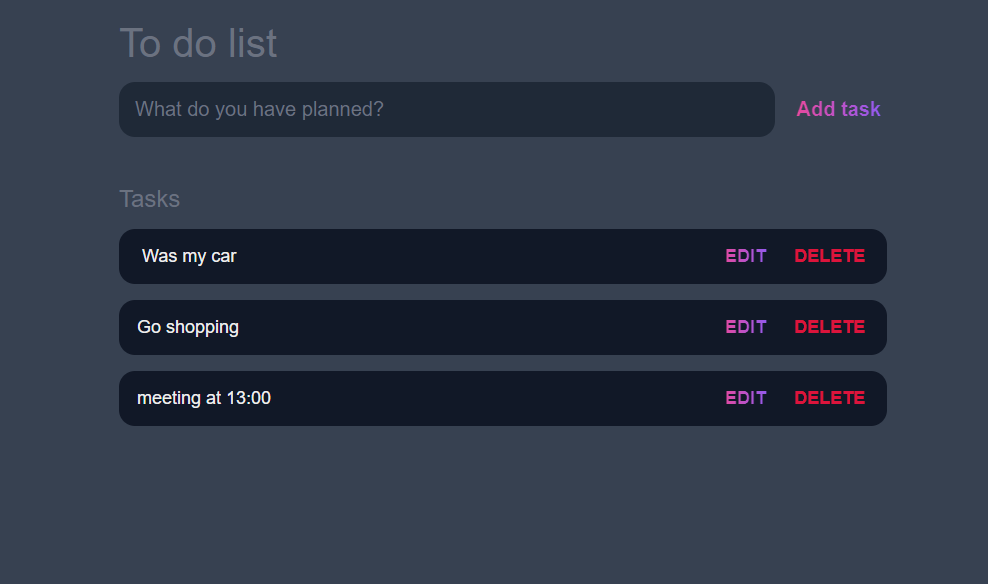 To do list
What do you have planned? Add task
Tasks
Was my car EDIT DELETE
Go shopping EDIT DELETE
meeting at 13:00 EDIT DELETE